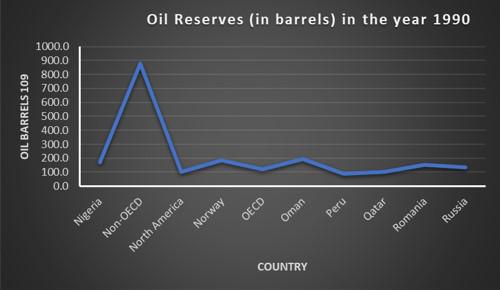 Oil Reserves (in barrels) in the year 1990
OIL BARRELS 109
1000.0
900.0
800.0
700.0
600.0
500.0
400.0
300.0
200.0
100.0
0.0
Nigeria
Non-OECD
North America
Norway
OECD
Oman
Peru
Qatar
Romania
Russia
COUNTRY